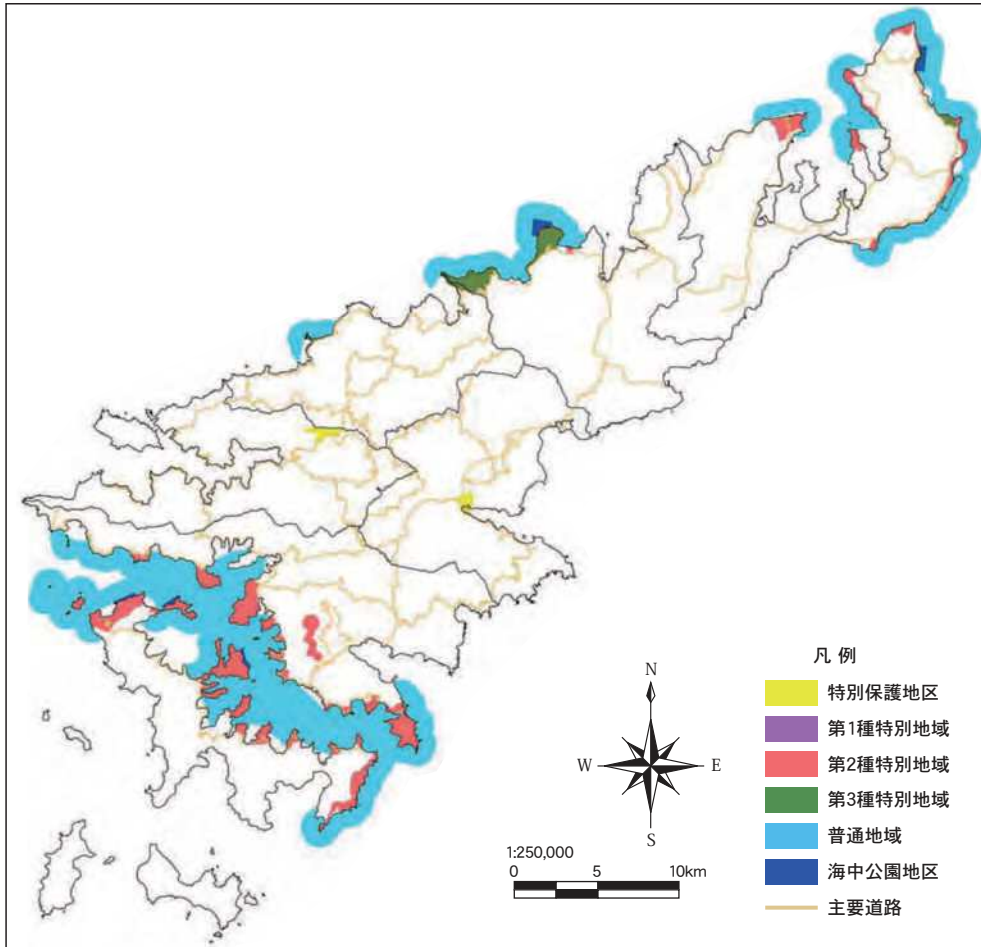 凡 例
特別保護地区
第1種特別地域
第2種特別地域
第3種特別地域
普通地域
海中公園地区
主要道路
N
W E
S
1:250,000
0 5 10km